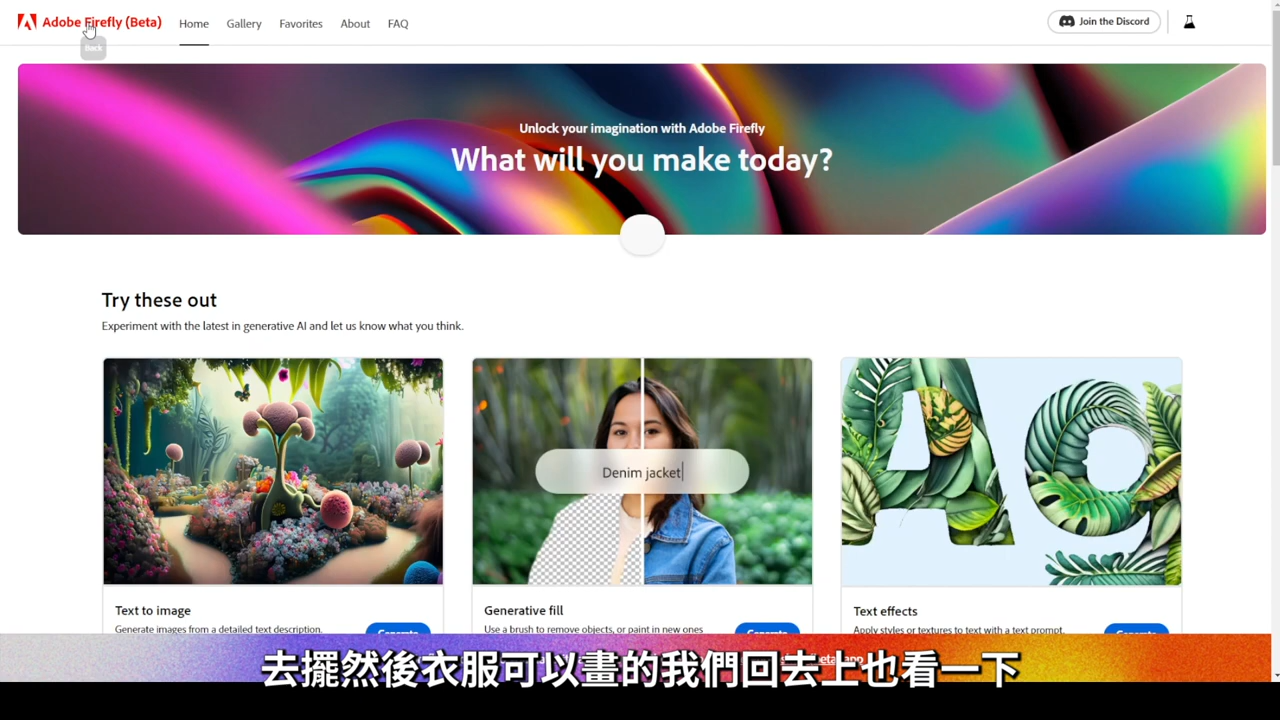 Adobe Firefly (Beta)
Home
Gallery
Favorites
About
FAQ
Join the Discord
Back
Unlock your imagination with Adobe Firefly
What will you make today?
Try these out
Experiment with the latest in generative AI and let us know what you think.
Denim jacket
Text to image
Generate images from a detailed text description.
Generate
Generative fill
Use a brush to remove objects, or paint in new ones
Generate
Text effects
Apply styles or textures to text with a text prompt.
Generate
去擺然後衣服可以畫的我們回去上也看一下